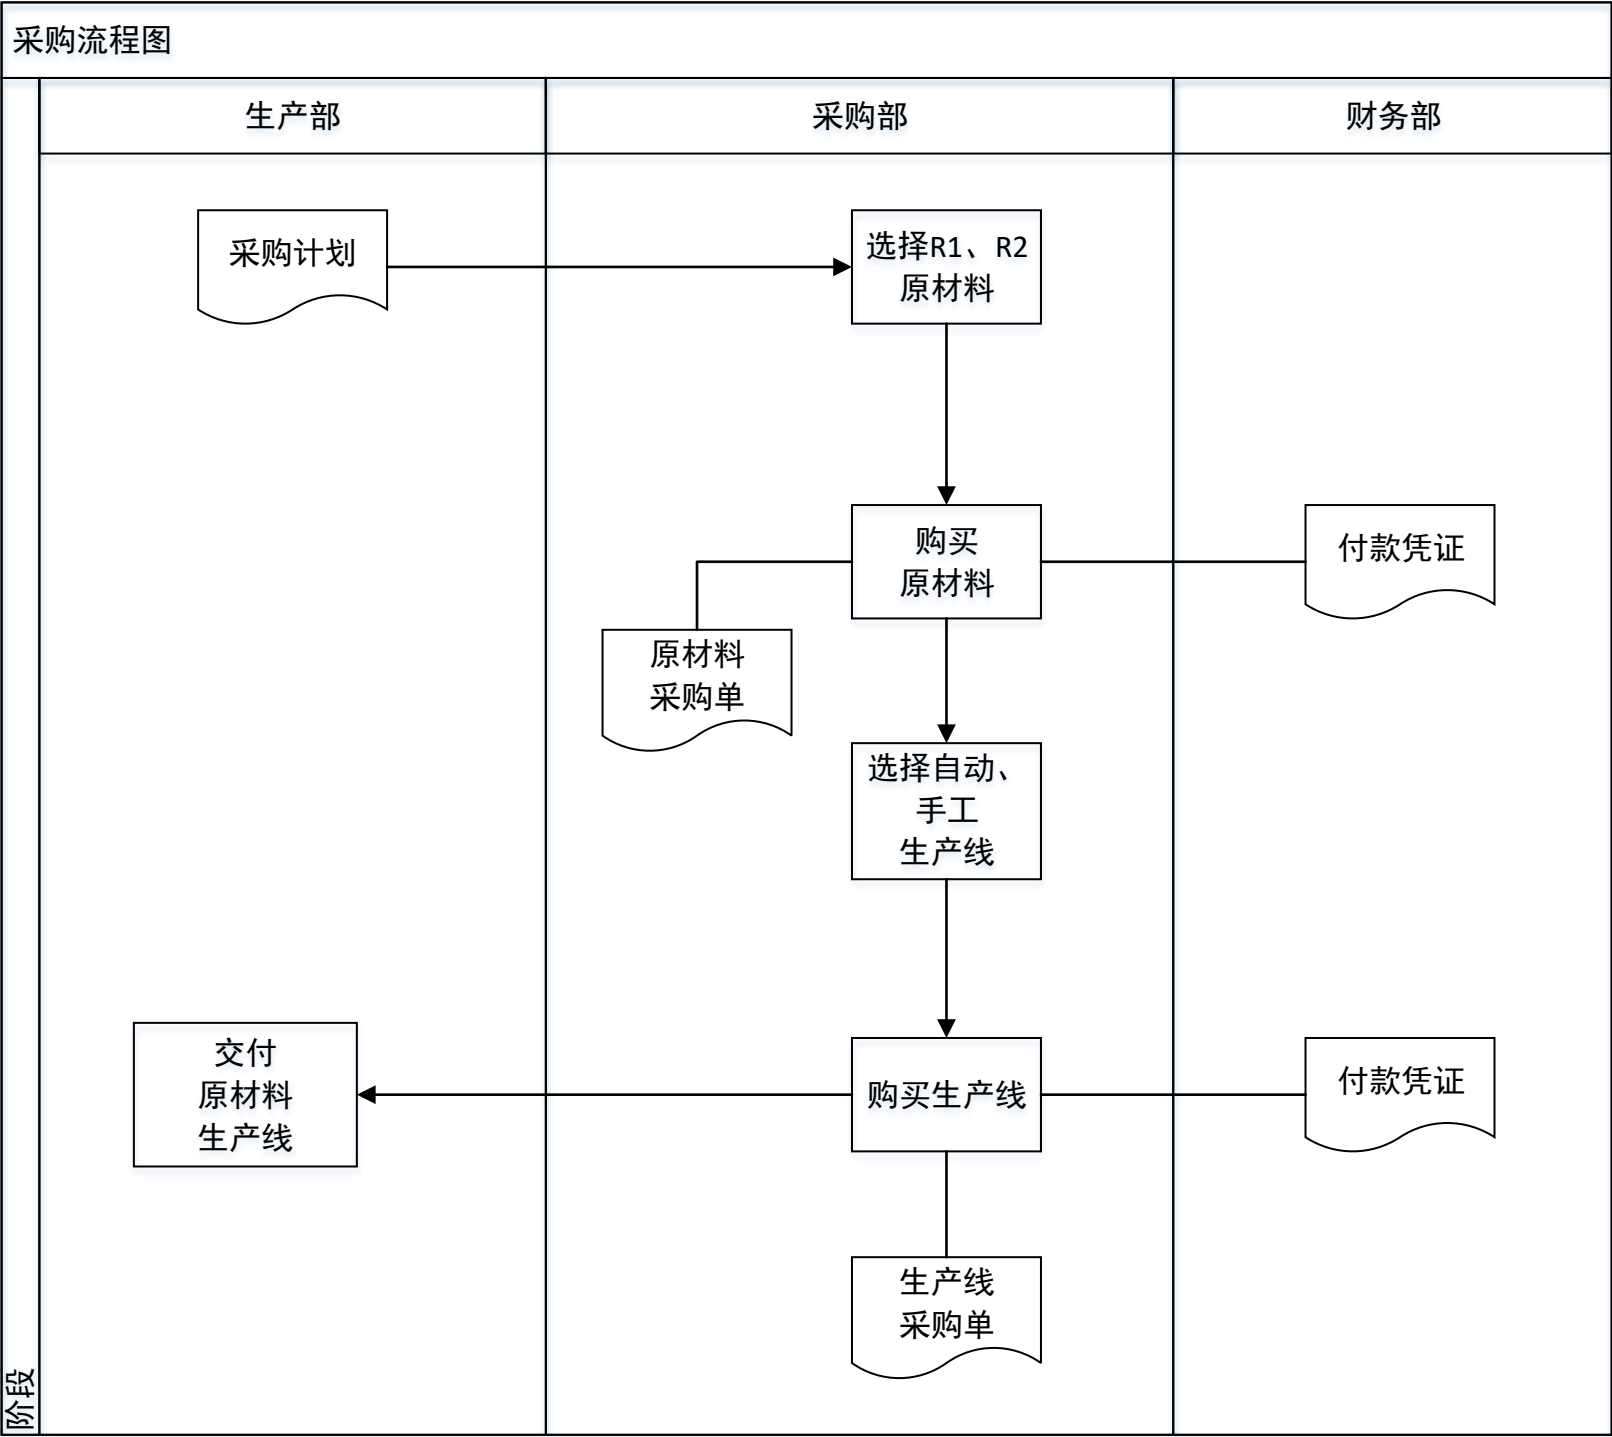 采购流程图
生产部
采购部
财务部
采购计划
选择R1、R2
原材料
购买
原材料
付款凭证
原材料
采购单
选择自动、
手工
生产线
交付
原材料
生产线
购买生产线
付款凭证
生产线
采购单
阶段